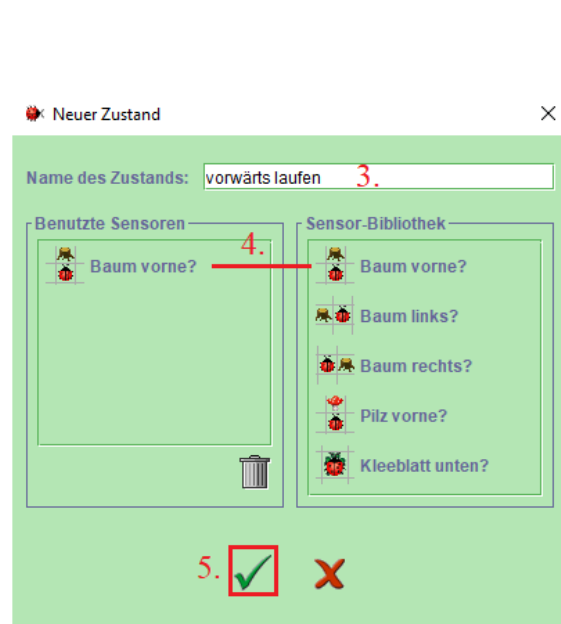 Neuer Zustand
Name des Zustands: vorwärts laufen 3.
Benutzte Sensoren
4.
Baum vorne?
Sensor-Bibliothek
Baum vorne?
Baum links?
Baum rechts?
Pilz vorne?
Kleeblatt unten?
5.